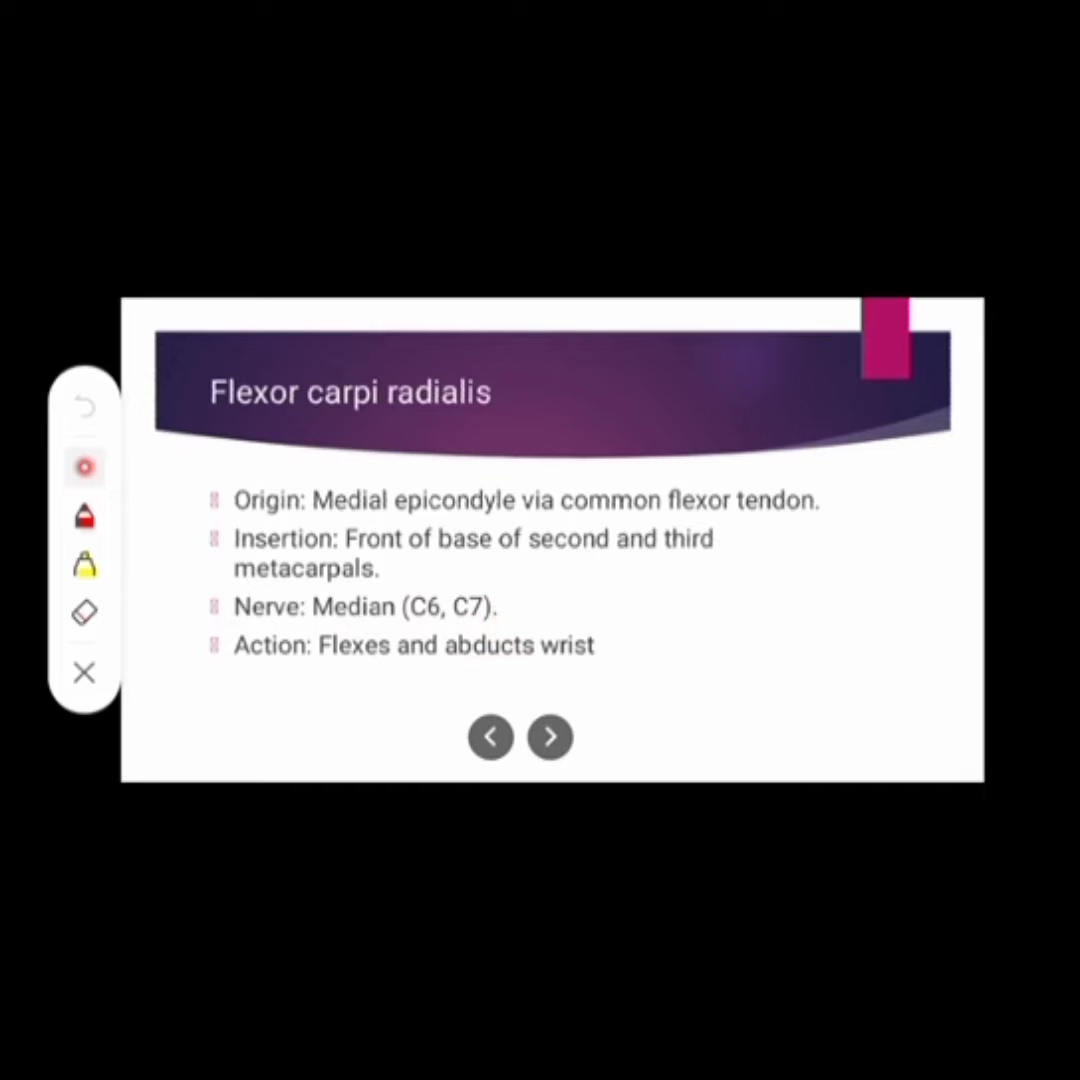 Flexor carpi radialis
Origin: Medial epicondyle via common flexor tendon.
Insertion: Front of base of second and third
metacarpals.
Nerve: Median (C6, C7).
Action: Flexes and abducts wrist